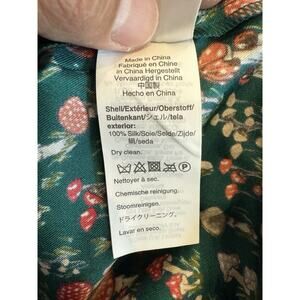 Made in China
Fabriqué en Chine
in China Hergestellt
Vervaardigd in China
中国製
Hecho en China
Shell/Extérieur/Oberstoff/
Buitenkant/シェル/tela
exterior:
100% Silk/Soie/Seide/Zijde/
絹/seda
Dry clean.
Nettoyer à sec.
Chemische reinigung.
Stoomreinigen.
ドライクリーニング。
Lavar en seco.